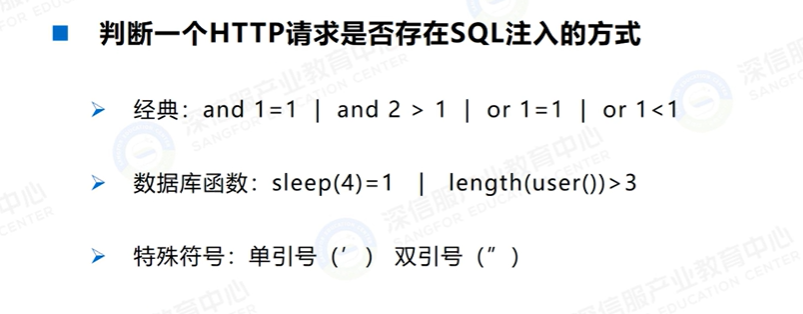 判断一个HTTP请求是否存在SQL注入的方式
经典：and 1=1 | and 2 > 1 | or 1=1 | or 1<1
数据库函数：sleep(4)=1 | length(user())>3
特殊符号：单引号（′） 双引号（″）
深信服产业教育中心
SANGFOR EDUCATION CENTER